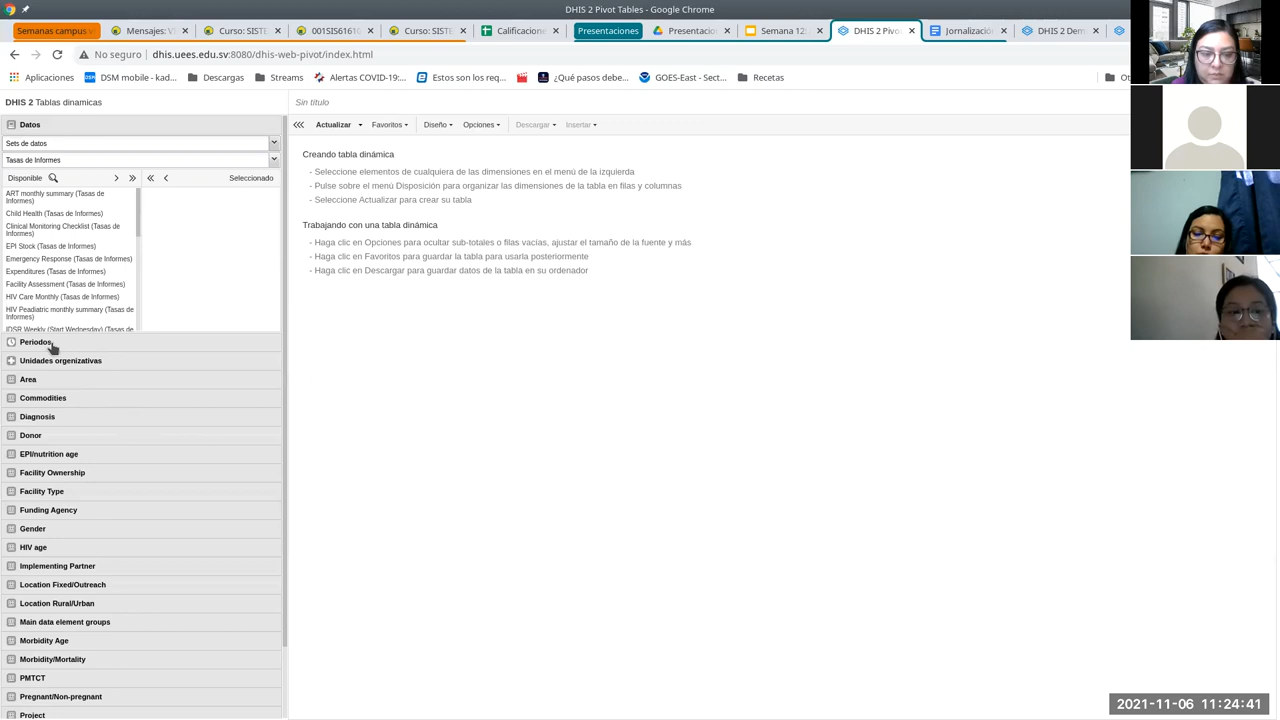 DHIS 2 Pivot Tables - Google Chrome
Semanas campus v
Mensajes: V
Curso: SISTE
001SIS61610
Curso: SISTE
Calificacione
Presentaciones
Presentacio
Semana 12:
DHIS 2 Pivo
Jornalizació
DHIS 2 Dem
No seguro
dhis.uees.edu.sv:8080/dhis-web-pivot/index.html
Aplicaciones
DSM mobile - kad...
Descargas
Streams
Alertas COVID-19:...
Estos son los req...
¿Qué pasos debe...
GOES-East - Sect...
Recetas
Ot
DHIS 2 Tablas dinamicas
Sin titulo
Datos
Actualizar
Favoritos
Diseño
Opciones
Descargar
Insertar
Sets de datos
Tasas de Informes
Disponible
Seleccionado
ART monthly summary (Tasas de
Informes)
Child Health (Tasas de Informes)
Clinical Monitoring Checklist (Tasas de
Informes)
EPI Stock (Tasas de Informes)
Emergency Response (Tasas de Informes)
Expenditures (Tasas de Informes)
Facility Assessment (Tasas de Informes)
HIV Care Monthly (Tasas de Informes)
HIV Peadiatric monthly summary (Tasas de
Informes)
IDSR Weekly (Start Wednesday) (Tasas de
Creando tabla dinámica
- Seleccione elementos de cualquiera de las dimensiones en el menú de la izquierda
- Pulse sobre el menú Disposición para organizar las dimensiones de la tabla en filas y columnas
- Seleccione Actualizar para crear su tabla
Trabajando con una tabla dinámica
- Haga clic en Opciones para ocultar sub-totales o filas vacías, ajustar el tamaño de la fuente y más
- Haga clic en Favoritos para guardar la tabla para usarla posteriormente
- Haga clic en Descargar para guardar datos de la tabla en su ordenador
Periodos
Unidades orgenizativas
Area
Commodities
Diagnosis
Donor
EPI/nutrition age
Facility Ownership
Facility Type
Funding Agency
Gender
HIV age
Implementing Partner
Location Fixed/Outreach
Location Rural/Urban
Main data element groups
Morbidity Age
Morbidity/Mortality
PMTCT
Pregnant/Non-pregnant
Project
2021-11-06 11:24:41